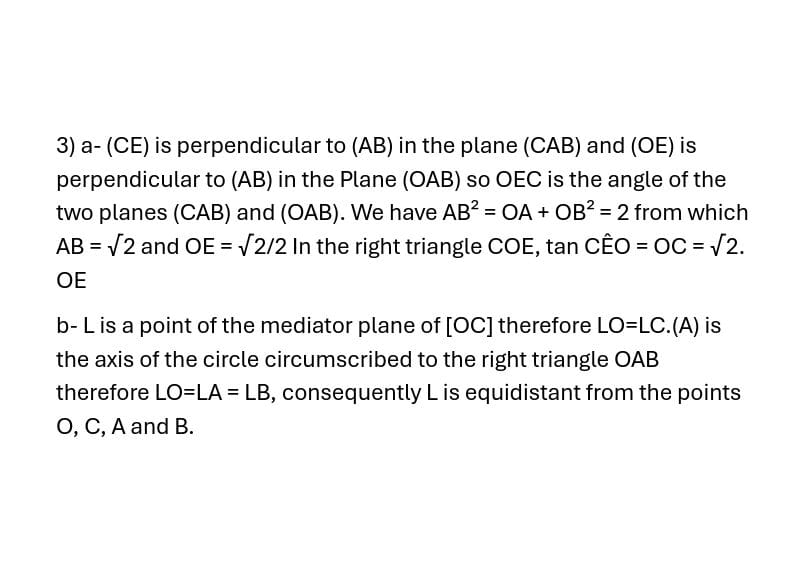 3) a- (CE) is perpendicular to (AB) in the plane (CAB) and (OE) is
perpendicular to (AB) in the Plane (OAB) so OEC is the angle of the
two planes (CAB) and (OAB). We have AB² = OA + OB² = 2 from which
AB = √2 and OE = √2/2 In the right triangle COE, tan CÊO = OC = √2.
OE
b- L is a point of the mediator plane of [OC] therefore LO=LC.(A) is
the axis of the circle circumscribed to the right triangle OAB
therefore LO=LA = LB, consequently L is equidistant from the points
O, C, A and B.